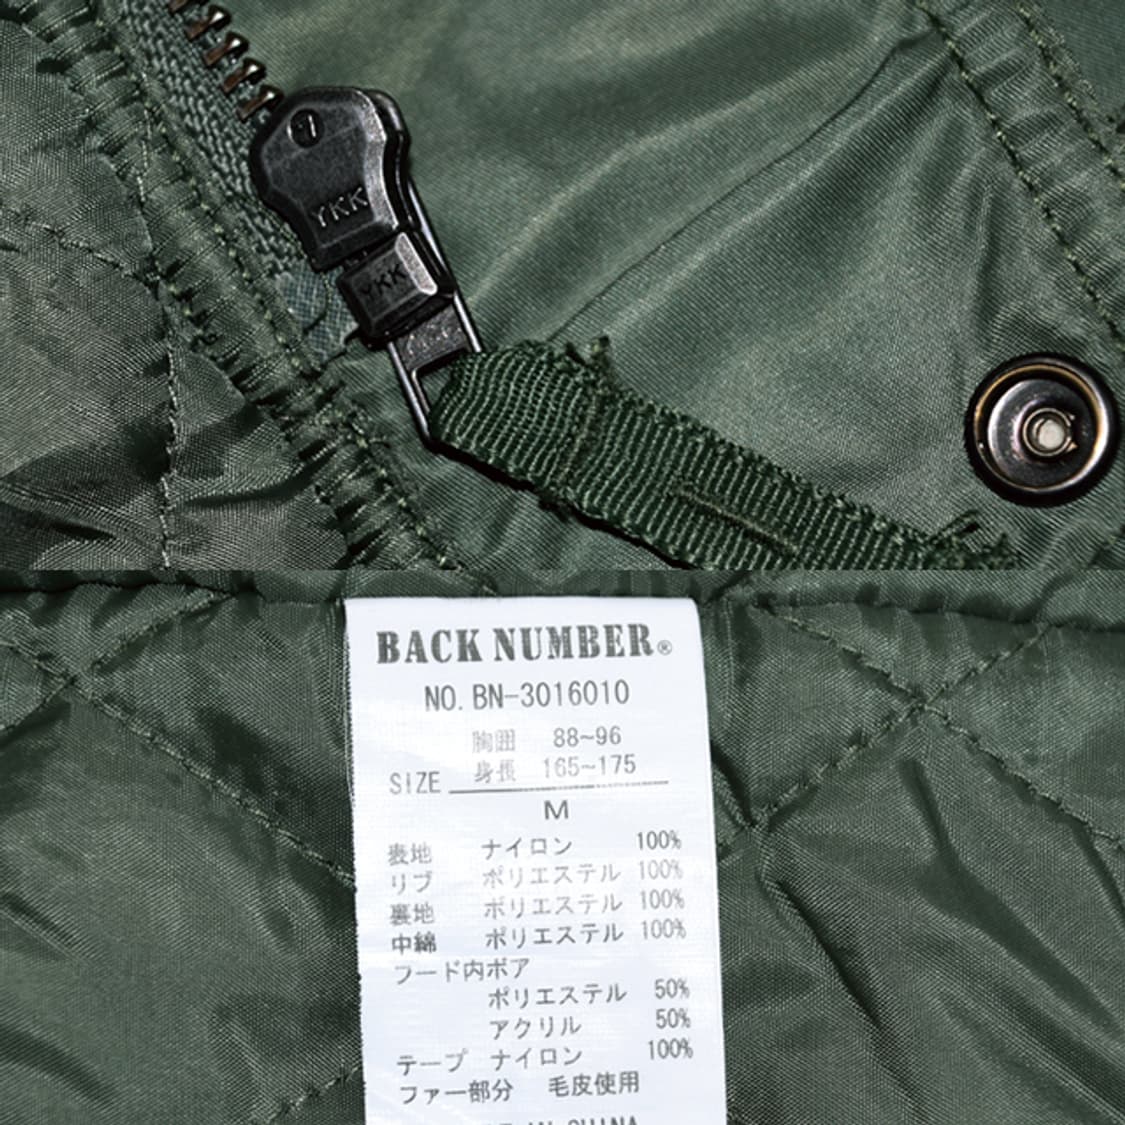 YKK
YKK
BACK NUMBER®
NO. BN-3016010
胸囲 88~96
SIZE 身長 165~175
M
表地 ナイロン 100%
リブ ポリエステル 100%
裏地 ポリエステル 100%
中綿 ポリエステル 100%
フード内ボア
ポリエステル 50%
アクリル 50%
テープ ナイロン 100%
ファー部分 毛皮使用
IN CHINA